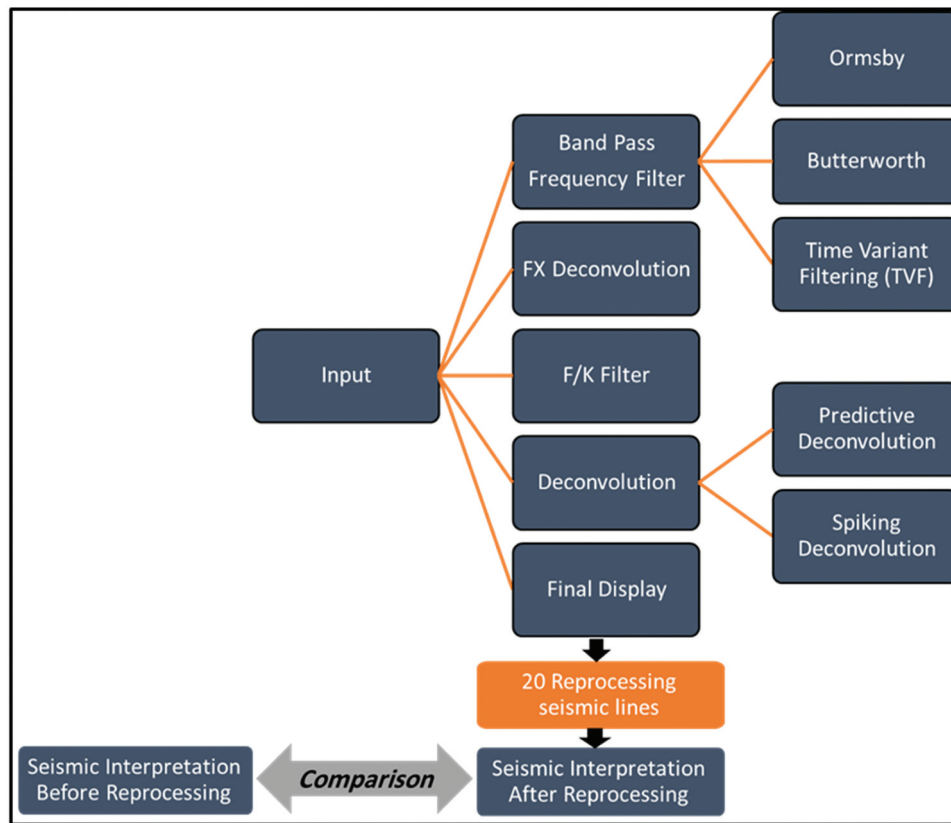 Ormsby
Band Pass
Frequency Filter
Butterworth
Time Variant
Filtering (TVF)
FX Deconvolution
Input
F/K Filter
Predictive
Deconvolution
Deconvolution
Spiking
Deconvolution
Final Display
20 Reprocessing
seismic lines
Seismic Interpretation
Before Reprocessing
Comparison
Seismic Interpretation
After Reprocessing